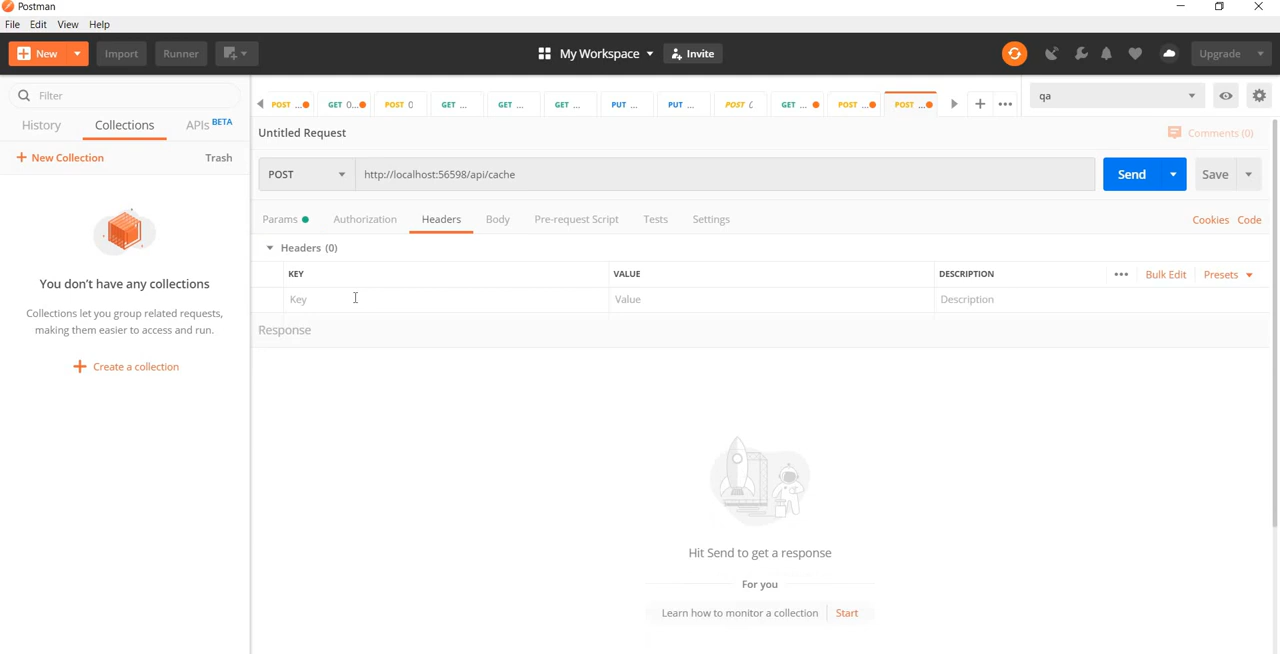 Postman
File Edit View Help
New Import Runner My Workspace Invite Upgrade
Filter
History Collections APIs BETA
New Collection Trash
You don't have any collections
Collections let you group related requests,
making them easier to access and run.
Create a collection
POST ... GET 0... POST 0 GET ... GET ... GET ... PUT ... PUT ... POST GET ... POST ... POST ... qa
Untitled Request Comments (0)
POST http://localhost:56598/api/cache Send Save
Params Authorization Headers Body Pre-request Script Tests Settings Cookies Code
Headers (0)
KEY VALUE DESCRIPTION ••• Bulk Edit Presets
Key Value Description
Response
Hit Send to get a response
For you
Learn how to monitor a collection Start